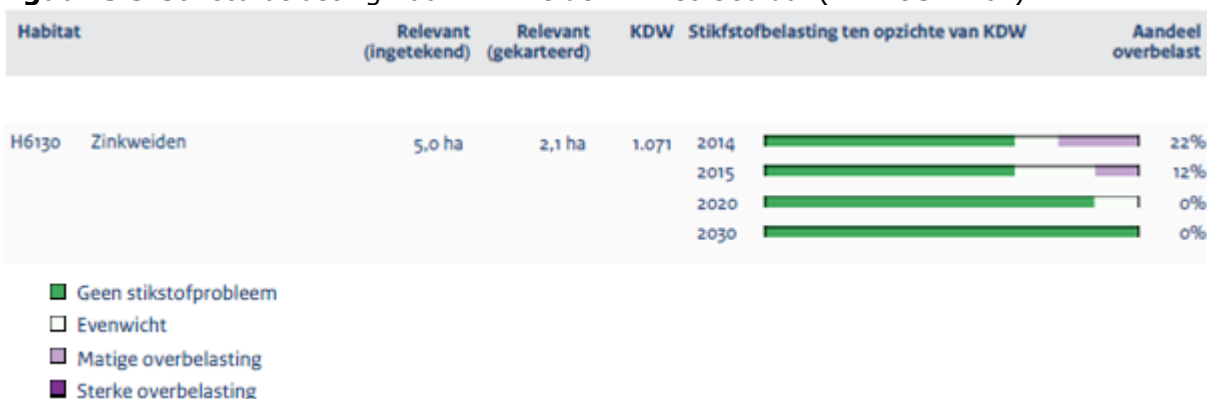 Habitat Relevant Relevant KDW Stikfstofbelasting ten opzichte van KDW Aandeel
(ingetekend) (gekarteerd) overbelast
H6130 Zinkweiden 5,0 ha 2,1 ha 1.071 2014 22%
2015 12%
2020 0%
2030 0%
Geen stikstofprobleem
Evenwicht
Matige overbelasting
Sterke overbelasting